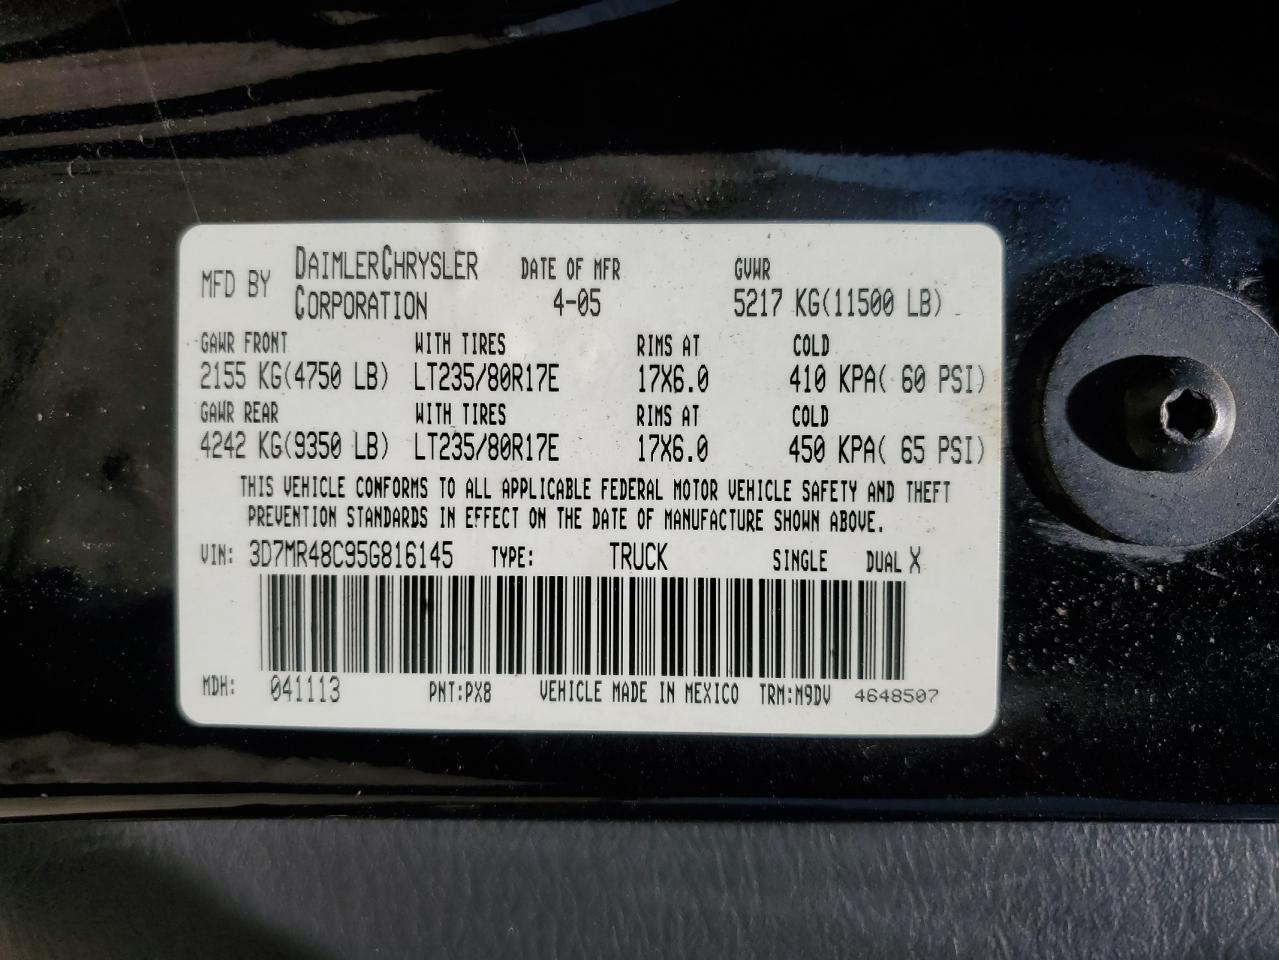 MFD BY DAIMLERCHRYSLER CORPORATION DATE OF MFR 4-05 GVWR 5217 KG(11500 LB)
GAWR FRONT WITH TIRES RIMS AT COLD
2155 KG(4750 LB) LT235/80R17E 17X6.0 410 KPA( 60 PSI)
GAWR REAR WITH TIRES RIMS AT COLD
4242 KG(9350 LB) LT235/80R17E 17X6.0 450 KPA( 65 PSI)
THIS VEHICLE CONFORMS TO ALL APPLICABLE FEDERAL MOTOR VEHICLE SAFETY AND THEFT
PREVENTION STANDARDS IN EFFECT ON THE DATE OF MANUFACTURE SHOWN ABOVE.
VIN: 3D7MR48C95G816145 TYPE: TRUCK SINGLE DUAL X
MDH: 041113 PNT:PX8 VEHICLE MADE IN MEXICO TRM:M9DV 4648507